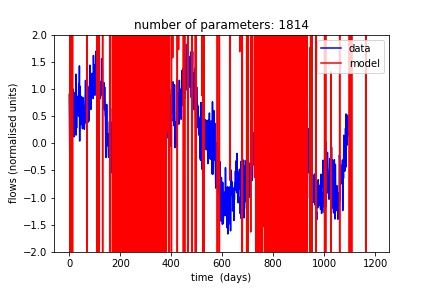 number of parameters: 1814
data
model
2.0
1.5
1.0
0.5
0.0
−0.5
−1.0
−1.5
−2.0
flows (normalised units)
0 200 400 600 800 1000 1200
time (days)